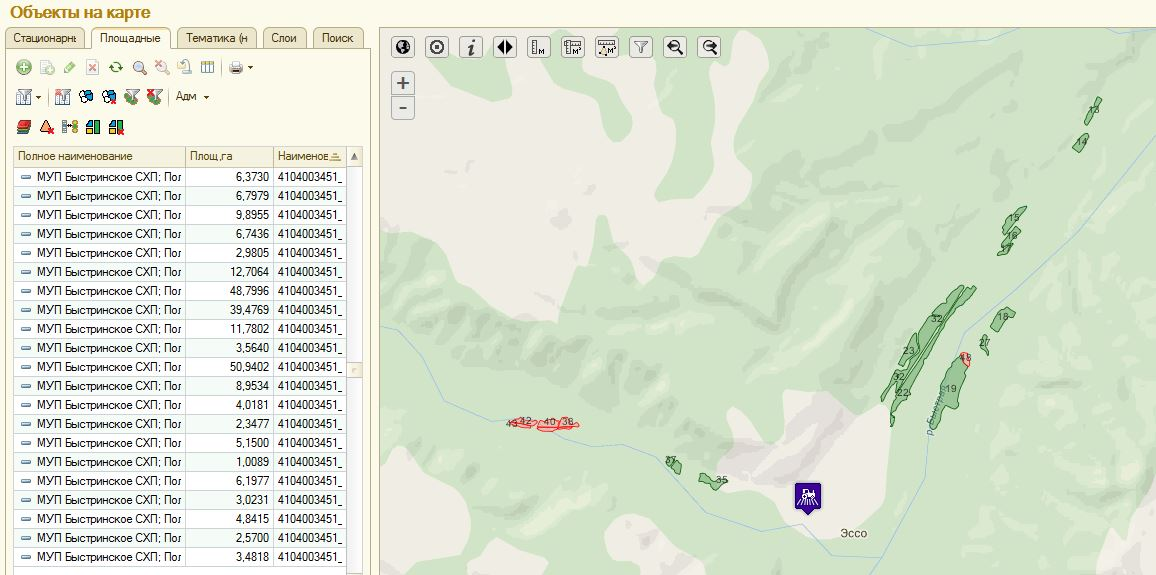 Объекты на карте
Стационарнь Площадные Тематика (н Слои Поиск
Адм
Полное наименование Площ,га Наименов
МУП Быстринское СХП; Пол 6,3730 4104003451_
МУП Быстринское СХП; Пол 6,7979 4104003451_
МУП Быстринское СХП; Пол 9,8955 4104003451_
МУП Быстринское СХП; Пол 6,7436 4104003451_
МУП Быстринское СХП; Пол 2,9805 4104003451_
МУП Быстринское СХП; Пол 12,7064 4104003451_
МУП Быстринское СХП; Пол 48,7996 4104003451_
МУП Быстринское СХП; Пол 39,4769 4104003451_
МУП Быстринское СХП; Пол 11,7802 4104003451_
МУП Быстринское СХП; Пол 3,5640 4104003451_
МУП Быстринское СХП; Пол 50,9402 4104003451_
МУП Быстринское СХП; Пол 8,9534 4104003451_
МУП Быстринское СХП; Пол 4,0181 4104003451_
МУП Быстринское СХП; Пол 2,3477 4104003451_
МУП Быстринское СХП; Пол 5,1500 4104003451_
МУП Быстринское СХП; Пол 1,0089 4104003451_
МУП Быстринское СХП; Пол 6,1977 4104003451_
МУП Быстринское СХП; Пол 3,0231 4104003451_
МУП Быстринское СХП; Пол 4,8415 4104003451_
МУП Быстринское СХП; Пол 2,5700 4104003451_
МУП Быстринское СХП; Пол 3,4818 4104003451_
+
-
13
14
15
16
17
18
32
27
23
32
22
19
р. Быстрая
43 42 40 38
37
35
Эссо